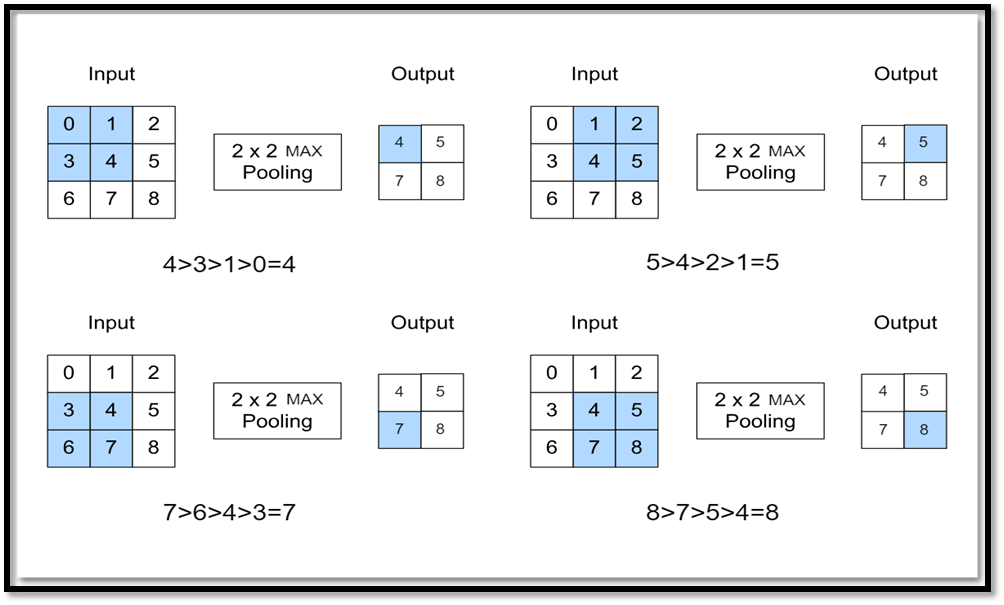 Input Output Input Output
0 1 2 4 5 0 1 2 4 5
3 4 5 2 x 2 MAX Pooling 7 8 3 4 5 2 x 2 MAX Pooling 7 8
6 7 8 6 7 8
4>3>1>0=4 5>4>2>1=5
Input Output Input Output
0 1 2 4 5 0 1 2 4 5
3 4 5 2 x 2 MAX Pooling 7 8 3 4 5 2 x 2 MAX Pooling 7 8
6 7 8 6 7 8
7>6>4>3=7 8>7>5>4=8